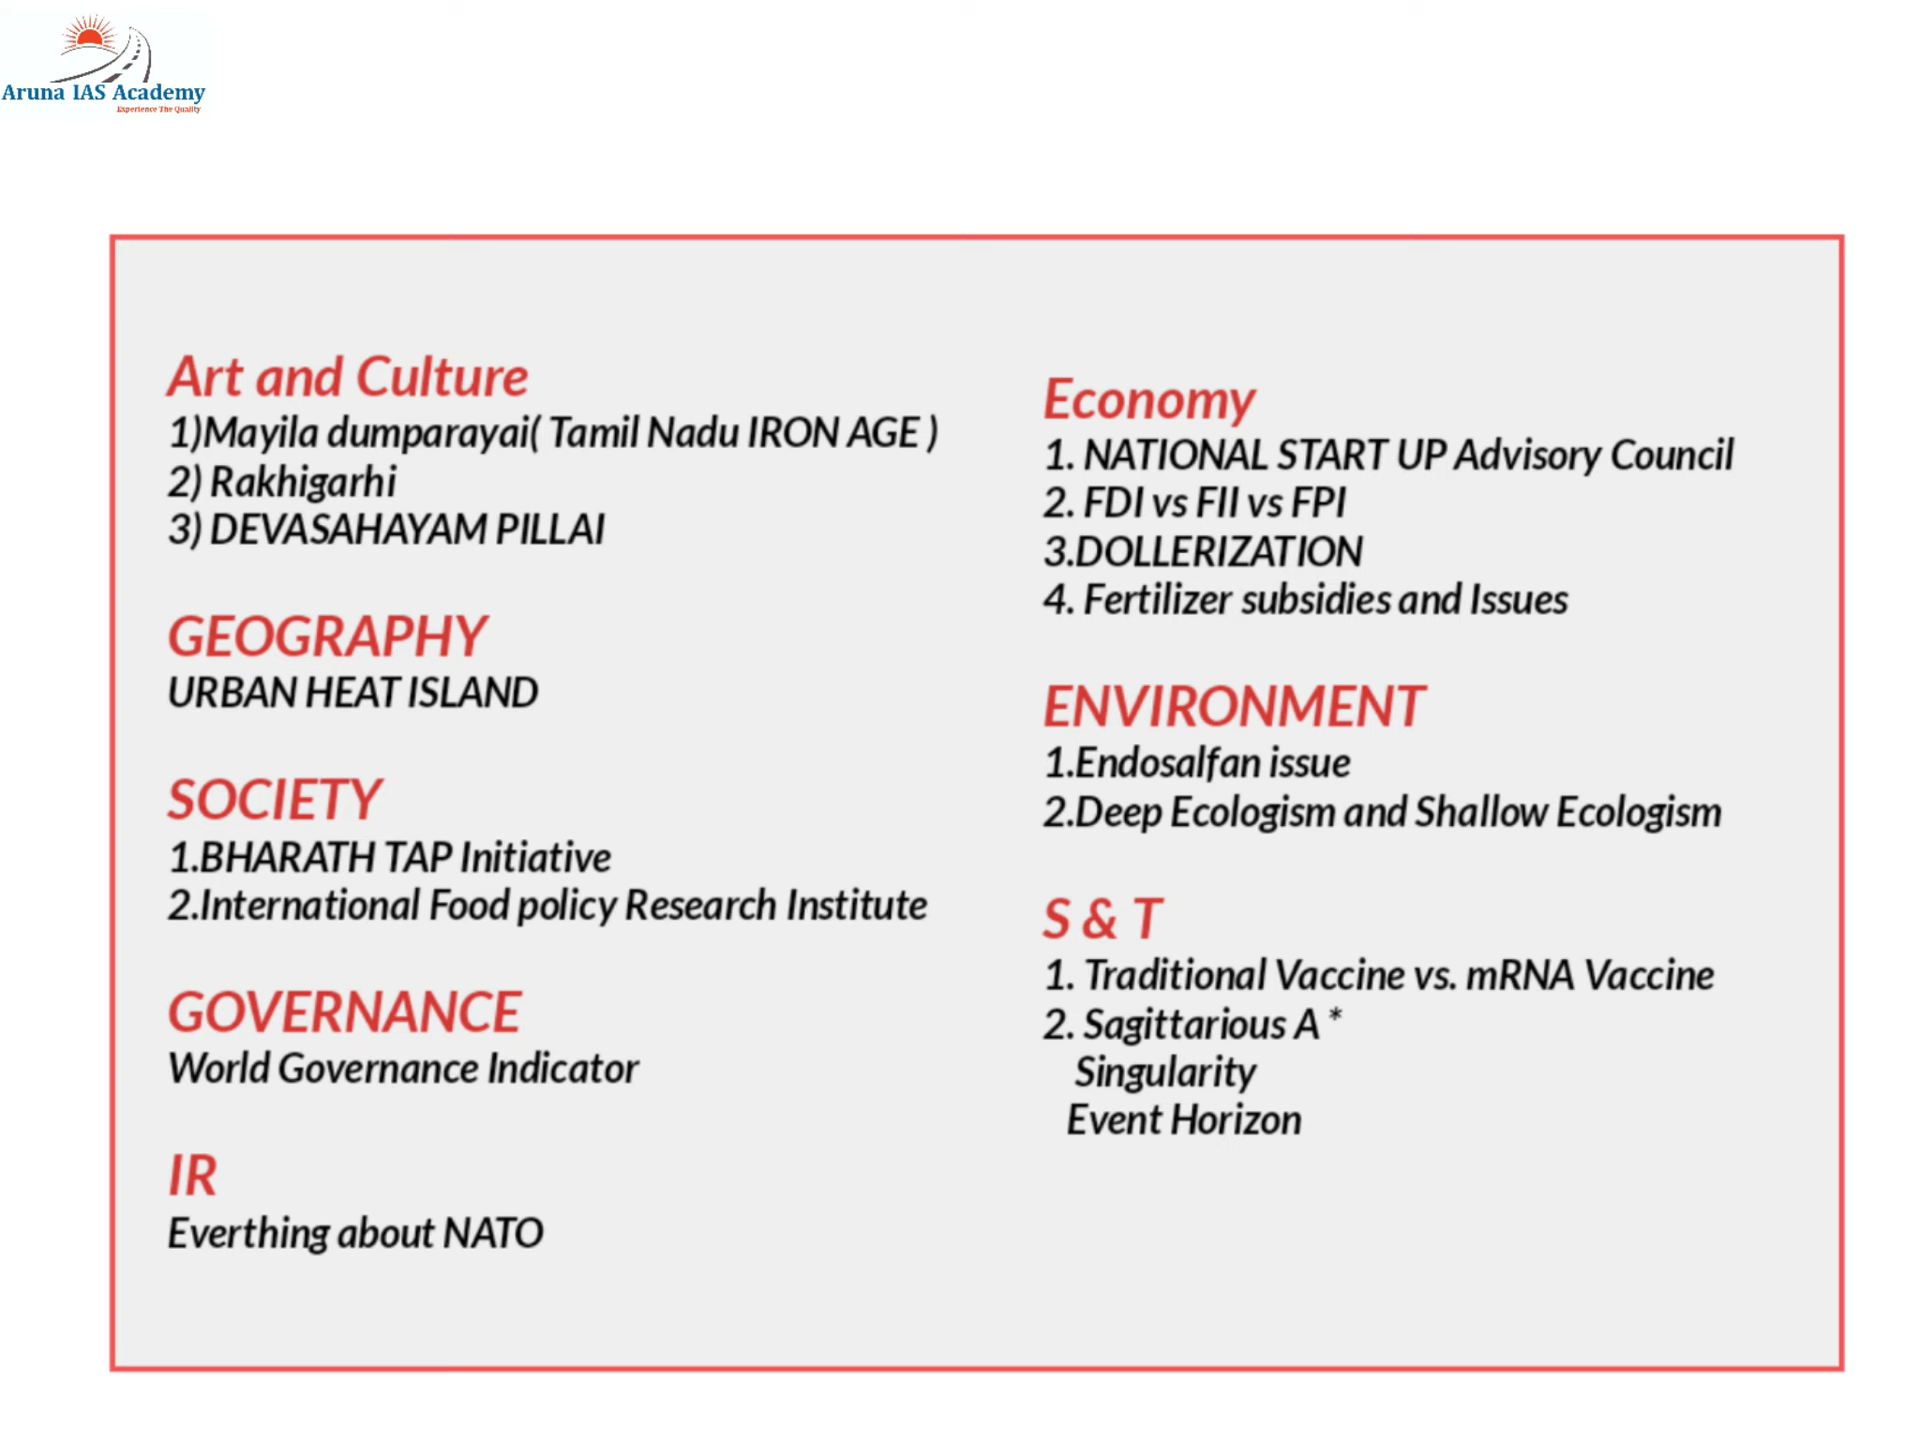 Aruna IAS Academy
Experience The Quality
Art and Culture
1)Mayila dumparayai( Tamil Nadu IRON AGE )
2) Rakhigarhi
3) DEVASAHAYAM PILLAI
GEOGRAPHY
URBAN HEAT ISLAND
SOCIETY
1.BHARATH TAP Initiative
2.International Food policy Research Institute
GOVERNANCE
World Governance Indicator
IR
Everthing about NATO
Economy
1. NATIONAL START UP Advisory Council
2. FDI vs FII vs FPI
3.DOLLERIZATION
4. Fertilizer subsidies and Issues
ENVIRONMENT
1.Endosalfan issue
2.Deep Ecologism and Shallow Ecologism
S & T
1. Traditional Vaccine vs. mRNA Vaccine
2. Sagittarious A *
Singularity
Event Horizon